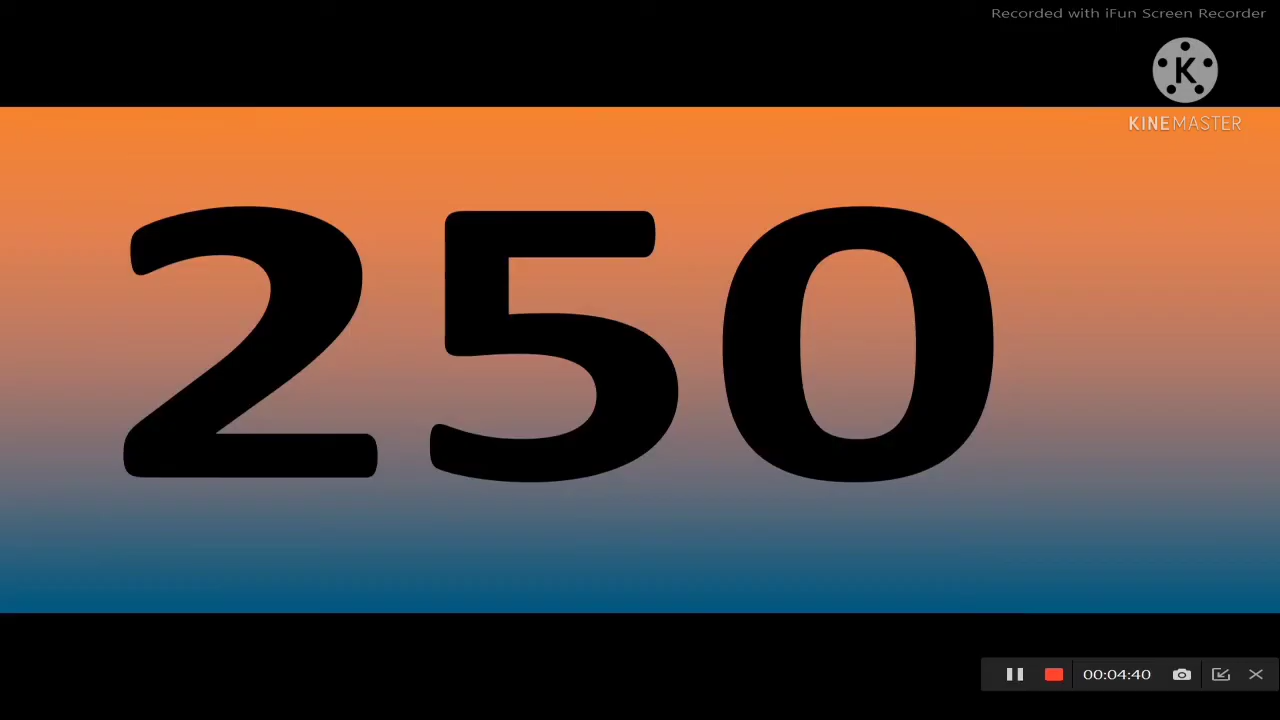 Recorded with iFun Screen Recorder
K
KINEMASTER
250
00:04:40